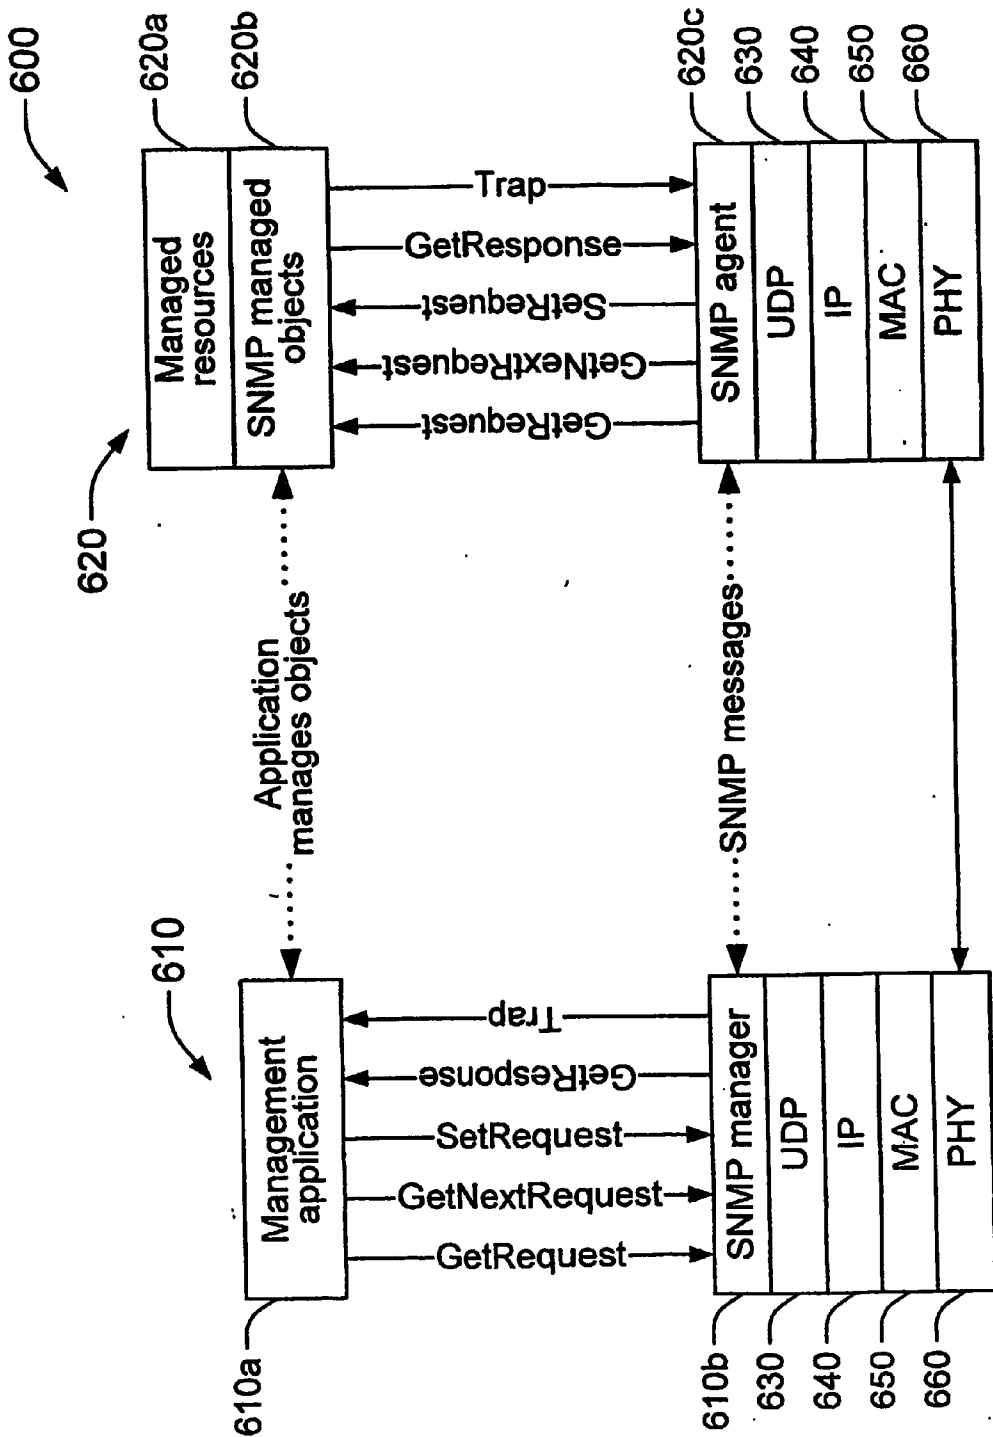 600
610
620
610a
Management
application
Application
manages objects
Managed
resources
SNMP managed
objects
620a
620b
GetRequest
GetNextRequest
SetRequest
GetResponse
Trap
GetRequest
GetNextRequest
SetRequest
GetResponse
Trap
610b
SNMP manager
SNMP messages
SNMP agent
620c
630
UDP
UDP
630
640
IP
IP
640
650
MAC
MAC
650
660
PHY
PHY
660